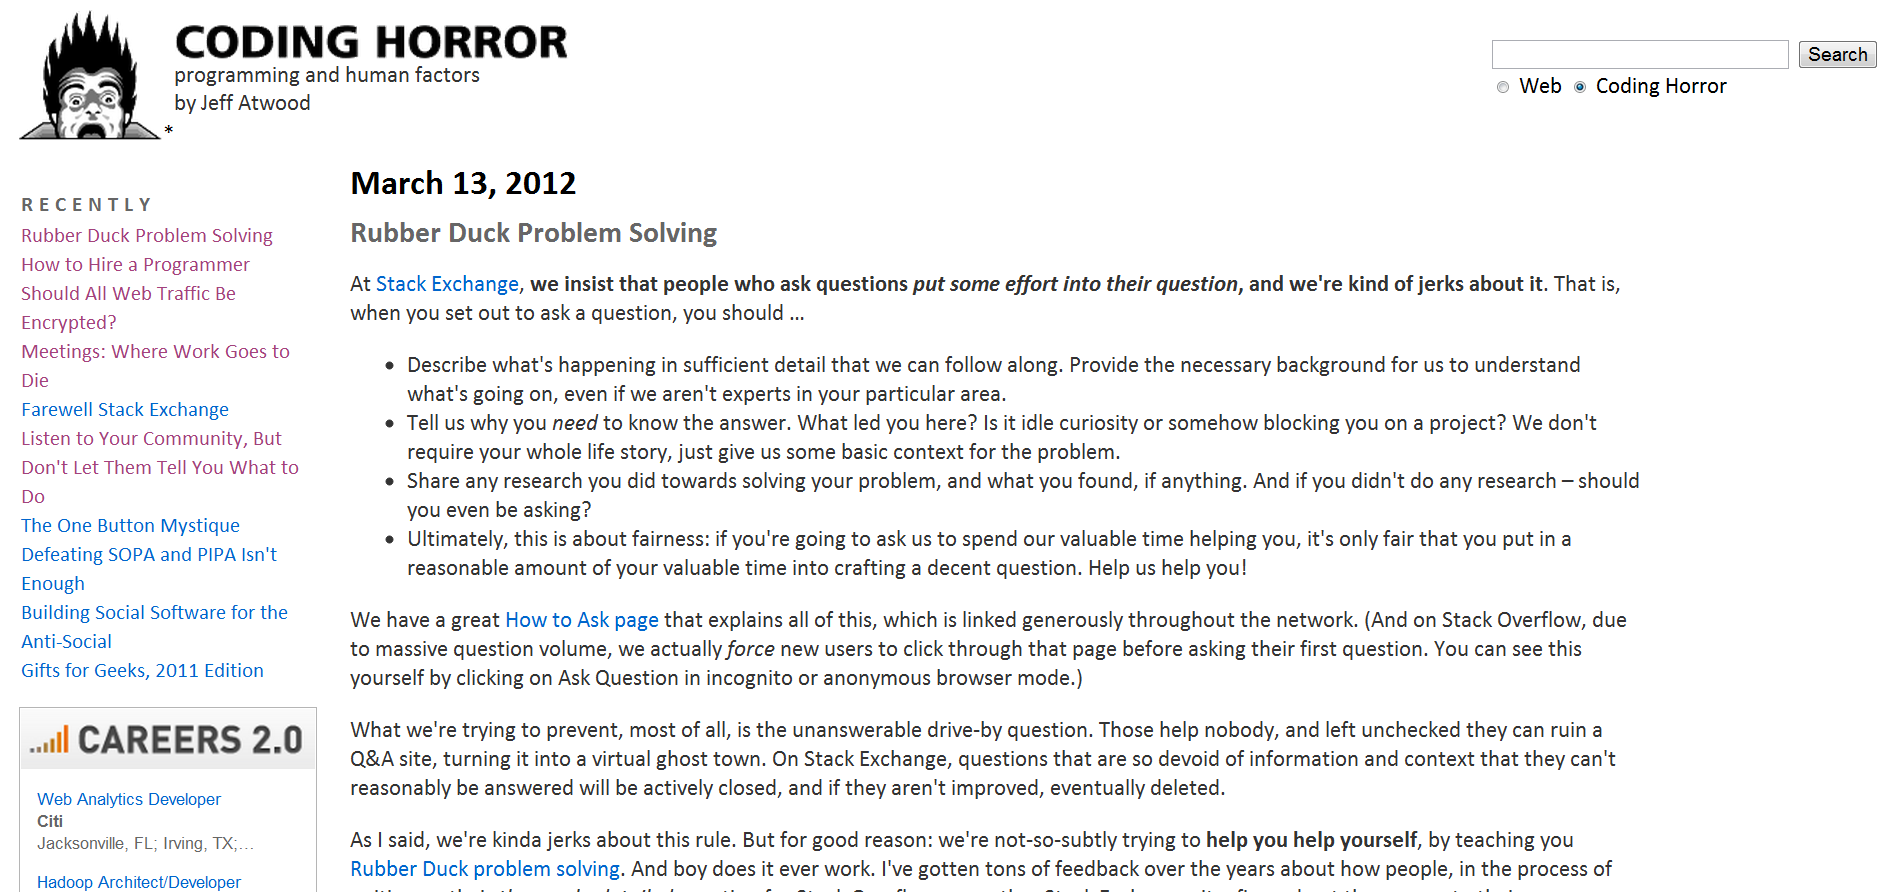 CODING HORROR
programming and human factors
by Jeff Atwood
*
Search
Web Coding Horror
RECENTLY
Rubber Duck Problem Solving
How to Hire a Programmer
Should All Web Traffic Be
Encrypted?
Meetings: Where Work Goes to
Die
Farewell Stack Exchange
Listen to Your Community, But
Don't Let Them Tell You What to
Do
The One Button Mystique
Defeating SOPA and PIPA Isn't
Enough
Building Social Software for the
Anti-Social
Gifts for Geeks, 2011 Edition
CAREERS 2.0
Web Analytics Developer
Citi
Jacksonville, FL; Irving, TX;…
Hadoop Architect/Developer
March 13, 2012
Rubber Duck Problem Solving
At Stack Exchange, we insist that people who ask questions put some effort into their question, and we're kind of jerks about it. That is,
when you set out to ask a question, you should ...
• Describe what's happening in sufficient detail that we can follow along. Provide the necessary background for us to understand
what's going on, even if we aren't experts in your particular area.
• Tell us why you need to know the answer. What led you here? Is it idle curiosity or somehow blocking you on a project? We don't
require your whole life story, just give us some basic context for the problem.
• Share any research you did towards solving your problem, and what you found, if anything. And if you didn't do any research – should
you even be asking?
• Ultimately, this is about fairness: if you're going to ask us to spend our valuable time helping you, it's only fair that you put in a
reasonable amount of your valuable time into crafting a decent question. Help us help you!
We have a great How to Ask page that explains all of this, which is linked generously throughout the network. (And on Stack Overflow, due
to massive question volume, we actually force new users to click through that page before asking their first question. You can see this
yourself by clicking on Ask Question in incognito or anonymous browser mode.)
What we're trying to prevent, most of all, is the unanswerable drive-by question. Those help nobody, and left unchecked they can ruin a
Q&A site, turning it into a virtual ghost town. On Stack Exchange, questions that are so devoid of information and context that they can't
reasonably be answered will be actively closed, and if they aren't improved, eventually deleted.
As I said, we're kinda jerks about this rule. But for good reason: we're not-so-subtly trying to help you help yourself, by teaching you
Rubber Duck problem solving. And boy does it ever work. I've gotten tons of feedback over the years about how people, in the process of